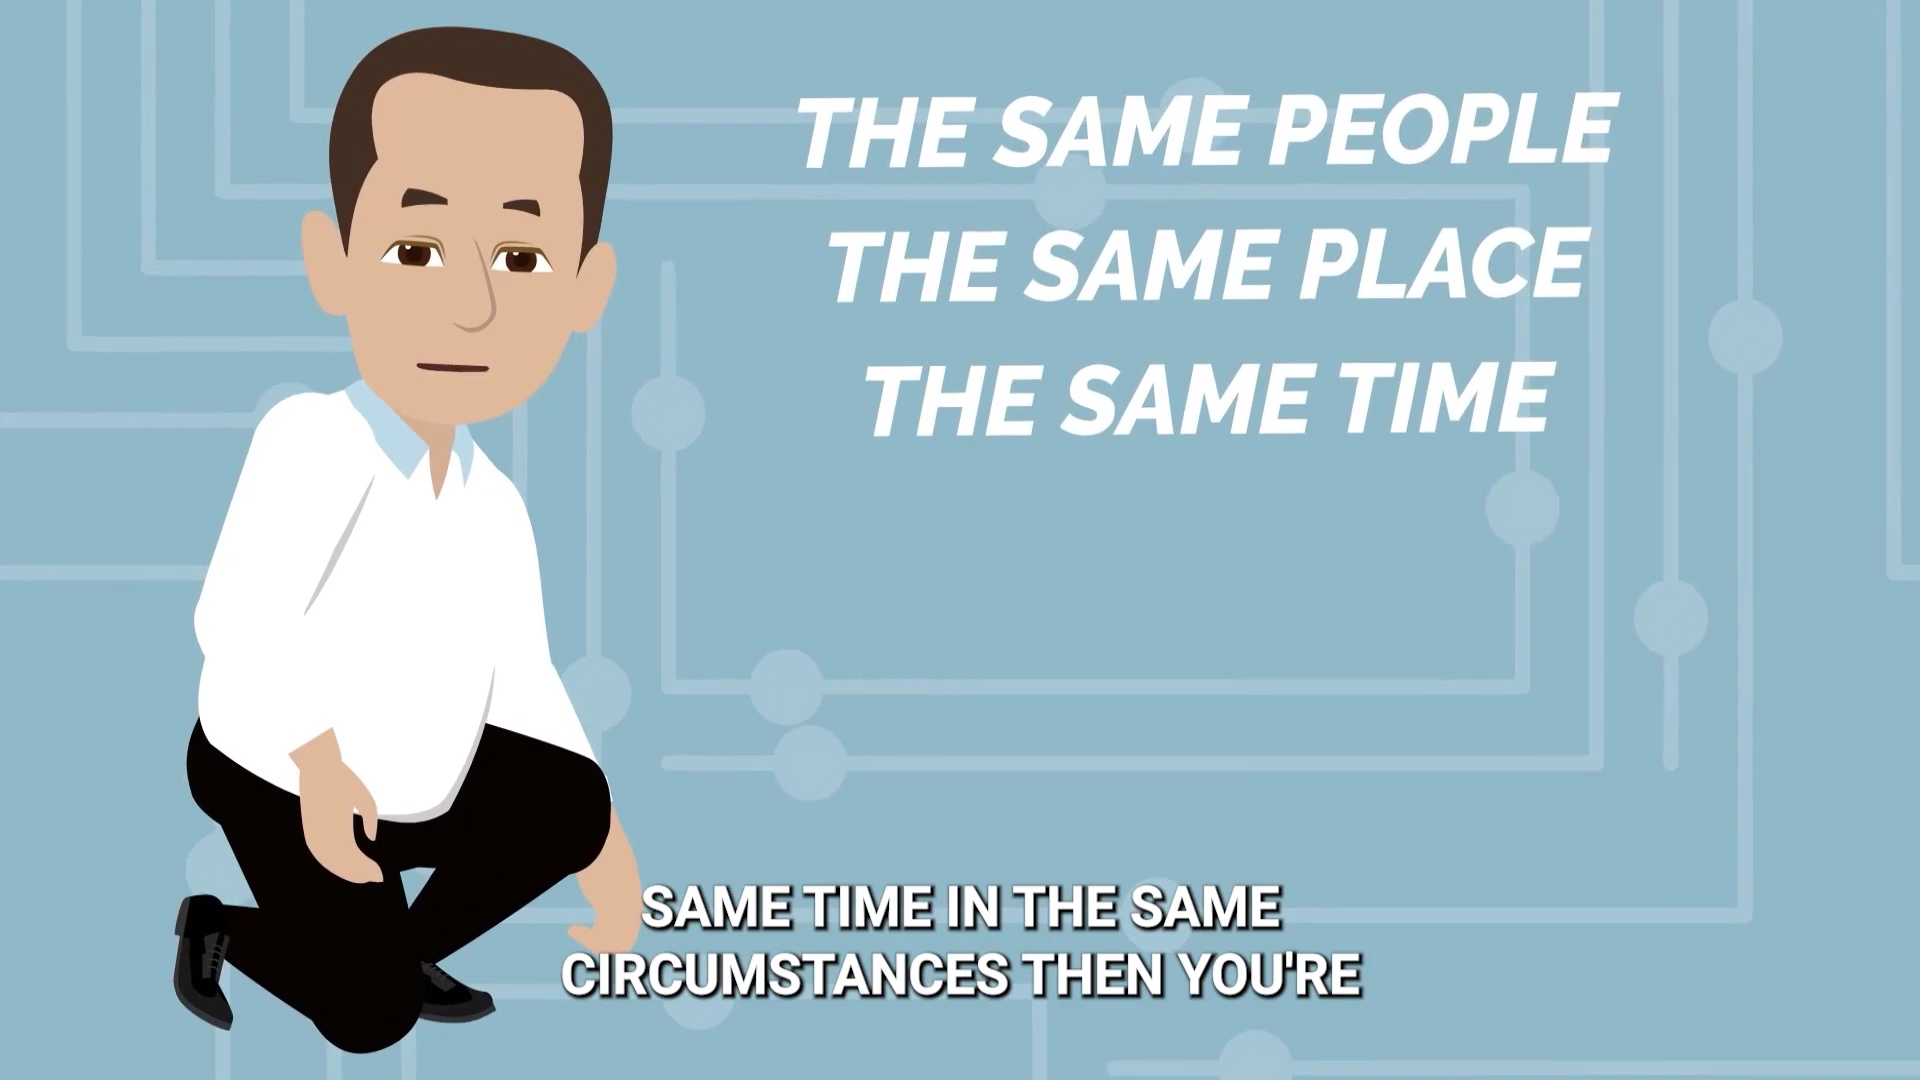 THE SAME PEOPLE
THE SAME PLACE
THE SAME TIME
SAME TIME IN THE SAME
CIRCUMSTANCES THEN YOU'RE